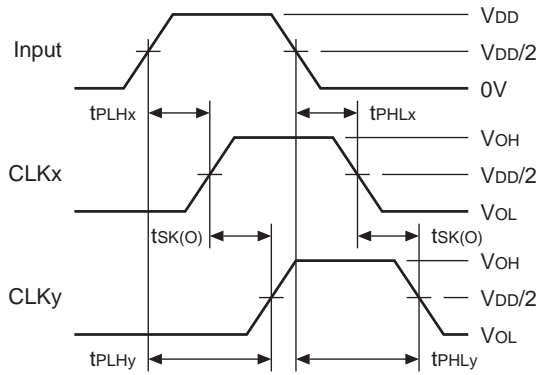 VDD
Input VDD/2
0V
tPLHx tPHLx
VOH
CLKx VDD/2
VOL
tSK(O) tSK(O)
VOH
CLKy VDD/2
VOL
tPLHy tPHLy